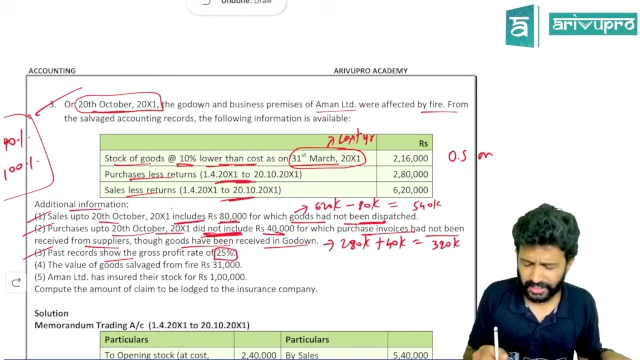 Undone: Draw
ARIVUPRO
ACCOUNTING
ARIVUPRO ACADEMY
3. On 20th October, 20X1, the godown and business premises of Aman Ltd. were affected by fire. From
the salvaged accounting records, the following information is available:
90%
100%
→ Last yr
Rs
Stock of goods @ 10% lower than cost as on 31st March, 20X1 2,16,000
Purchases less returns (1.4.20X1 to 20.10.20X1) 2,80,000
Sales less returns (1.4.20X1 to 20.10.20X1) 6,20,000
0.5 m
Additional information:
→ 620k - 80k = 540k
(1) Sales upto 20th October, 20X1 includes Rs 80,000 for which goods had not been dispatched.
(2) Purchases upto 20th October, 20X1 did not include Rs 40,000 for which purchase invoices had not been
received from suppliers, though goods have been received in Godown.
→ 280k + 40k = 320k
(3) Past records show the gross profit rate of 25%.
(4) The value of goods salvaged from fire Rs 31,000.
(5) Aman Ltd. has insured their stock for Rs 1,00,000.
Compute the amount of claim to be lodged to the insurance company.
Solution
Memorandum Trading A/c (1.4.20X1 to 20.10.20X1)
Particulars Particulars
To Opening stock (at cost, 2,40,000 By Sales 5,40,000